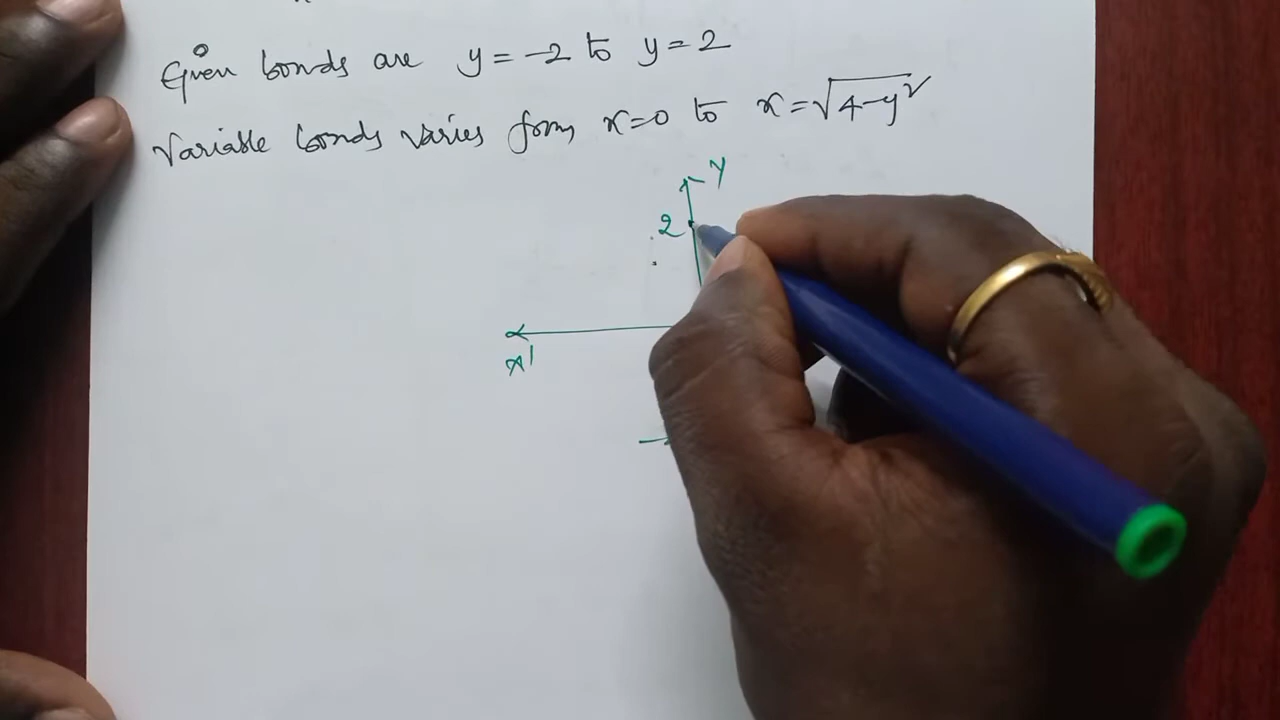 Given bonds are y = -2 to y = 2
Variable bonds varies from x=0 to x = √4-y²
y
2
x'